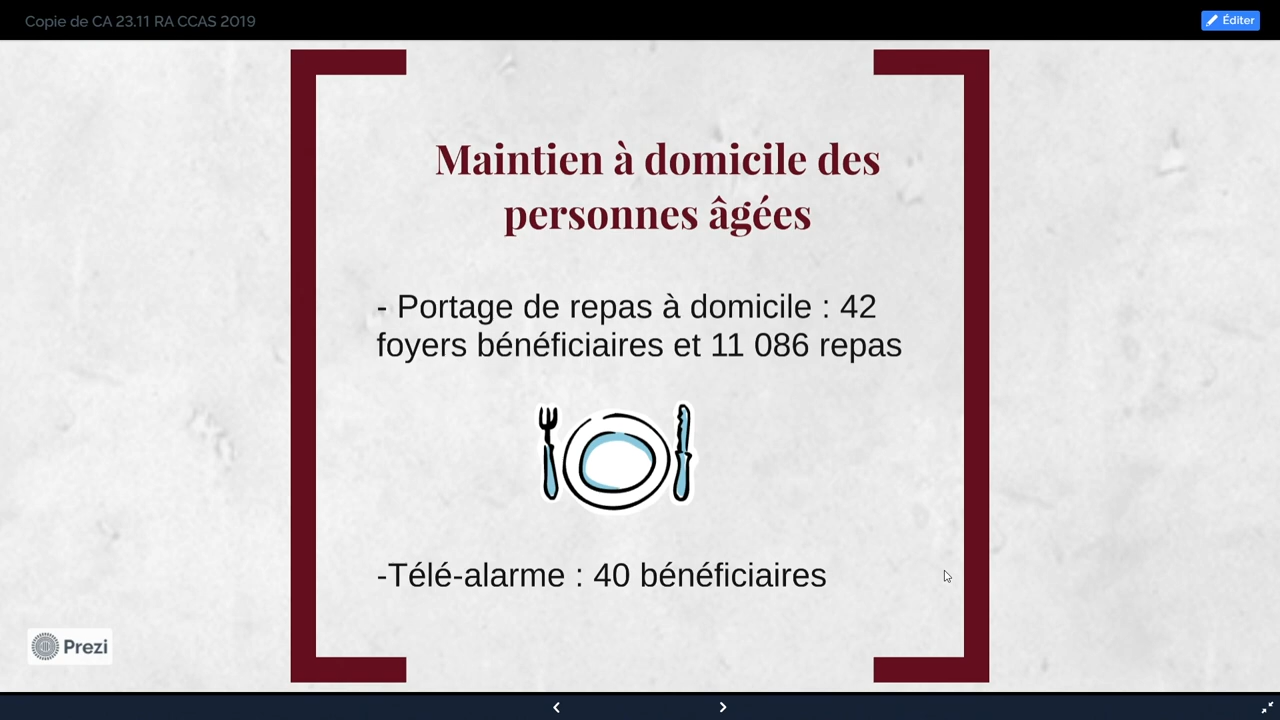 Copie de CA 23.11 RA CCAS 2019
Éditer
Maintien à domicile des
personnes âgées
- Portage de repas à domicile : 42
foyers bénéficiaires et 11 086 repas
-Télé-alarme : 40 bénéficiaires
Prezi